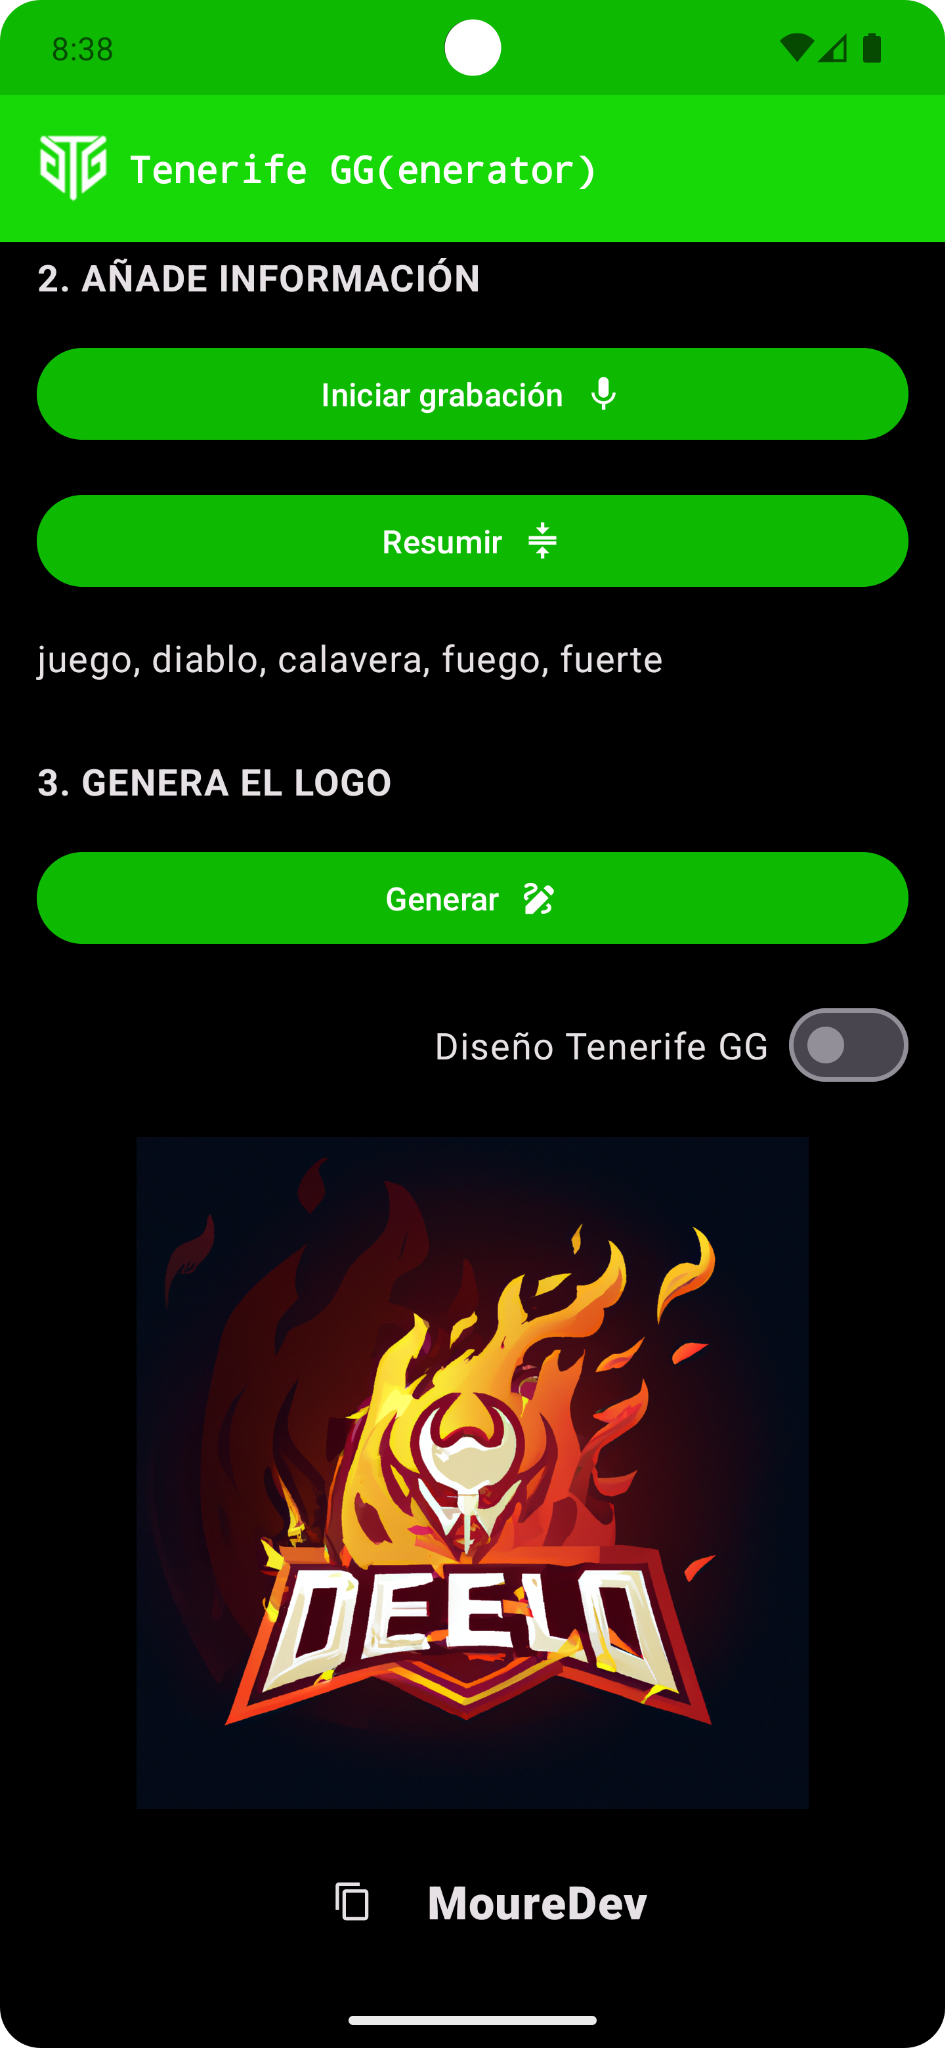 8:38
Tenerife GG(enerator)
2. AÑADE INFORMACIÓN
Iniciar grabación
Resumir
juego, diablo, calavera, fuego, fuerte
3. GENERA EL LOGO
Generar
Diseño Tenerife GG
DEELO
MoureDev